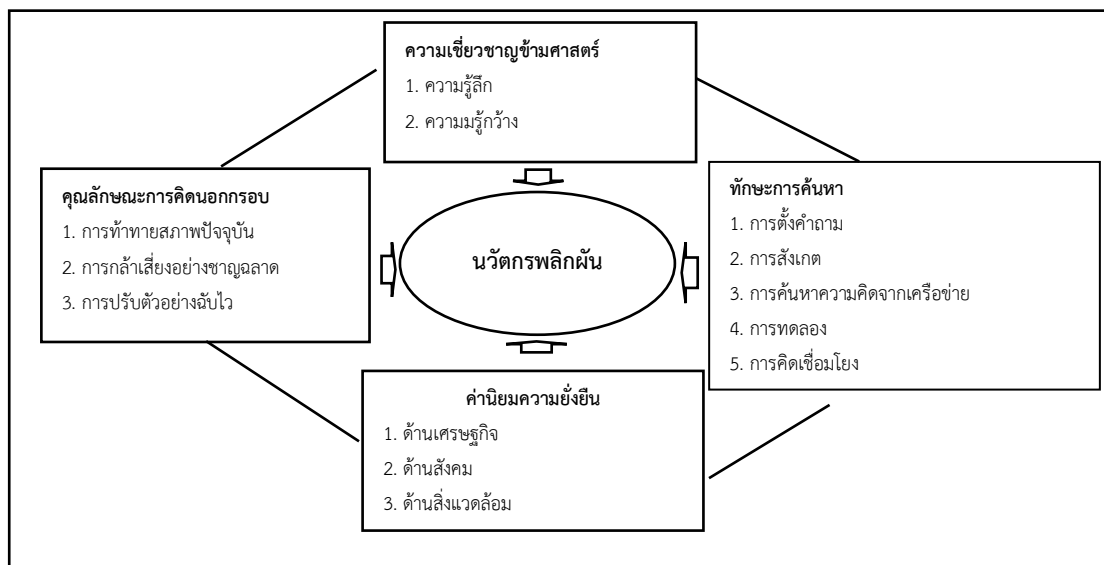 ความเชี่ยวชาญข้ามศาสตร์
1. ความรู้ลึก
2. ความมรู้กว้าง
คุณลักษณะการคิดนอกกรอบ
1. การท้าทายสภาพปัจจุบัน
2. การกล้าเสี่ยงอย่างชาญฉลาด
3. การปรับตัวอย่างฉับไว
นวัตกรพลิกผัน
ทักษะการค้นหา
1. การตั้งคำถาม
2. การสังเกต
3. การค้นหาความคิดจากเครือข่าย
4. การทดลอง
5. การคิดเชื่อมโยง
ค่านิยมความยั่งยืน
1. ด้านเศรษฐกิจ
2. ด้านสังคม
3. ด้านสิ่งแวดล้อม